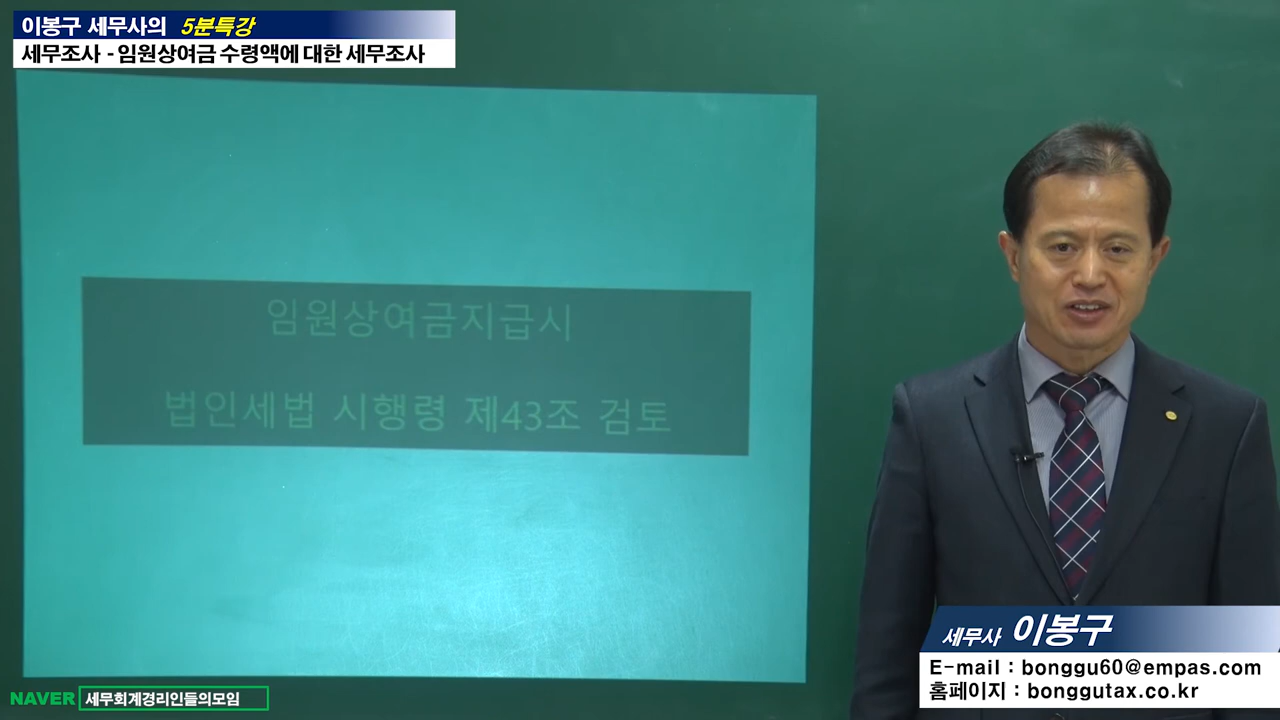 이봉구 세무사의 5분특강
세무조사 - 임원상여금 수령액에 대한 세무조사
임원상여금지급시
법인세법 시행령 제43조 검토
세무사 이봉구
E-mail : bonggu60@empas.com
홈페이지 : bonggutax.co.kr
NAVER 세무회계경리인들의모임